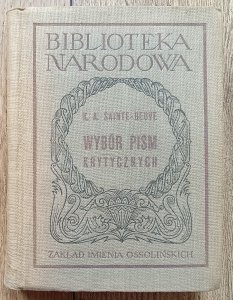 BIBLIOTEKA
NARODOWA
K. A. SAINTE-BEUVE
WYBÓR PISM
KRYTYCZNYCH
ZAKŁAD IMIENIA OSSOLIŃSKICH